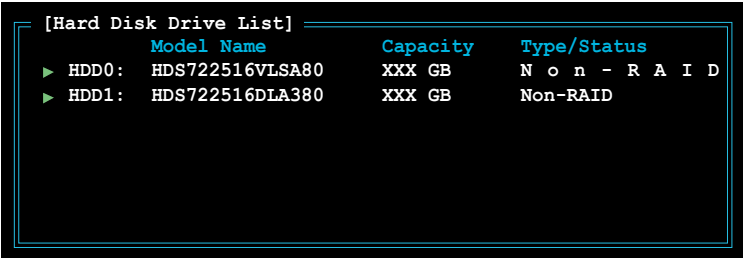 [Hard Disk Drive List]
Model Name Capacity Type/Status
▶ HDD0: HDS722516VLSA80 XXX GB N o n - R A I D
▶ HDD1: HDS722516DLA380 XXX GB Non-RAID